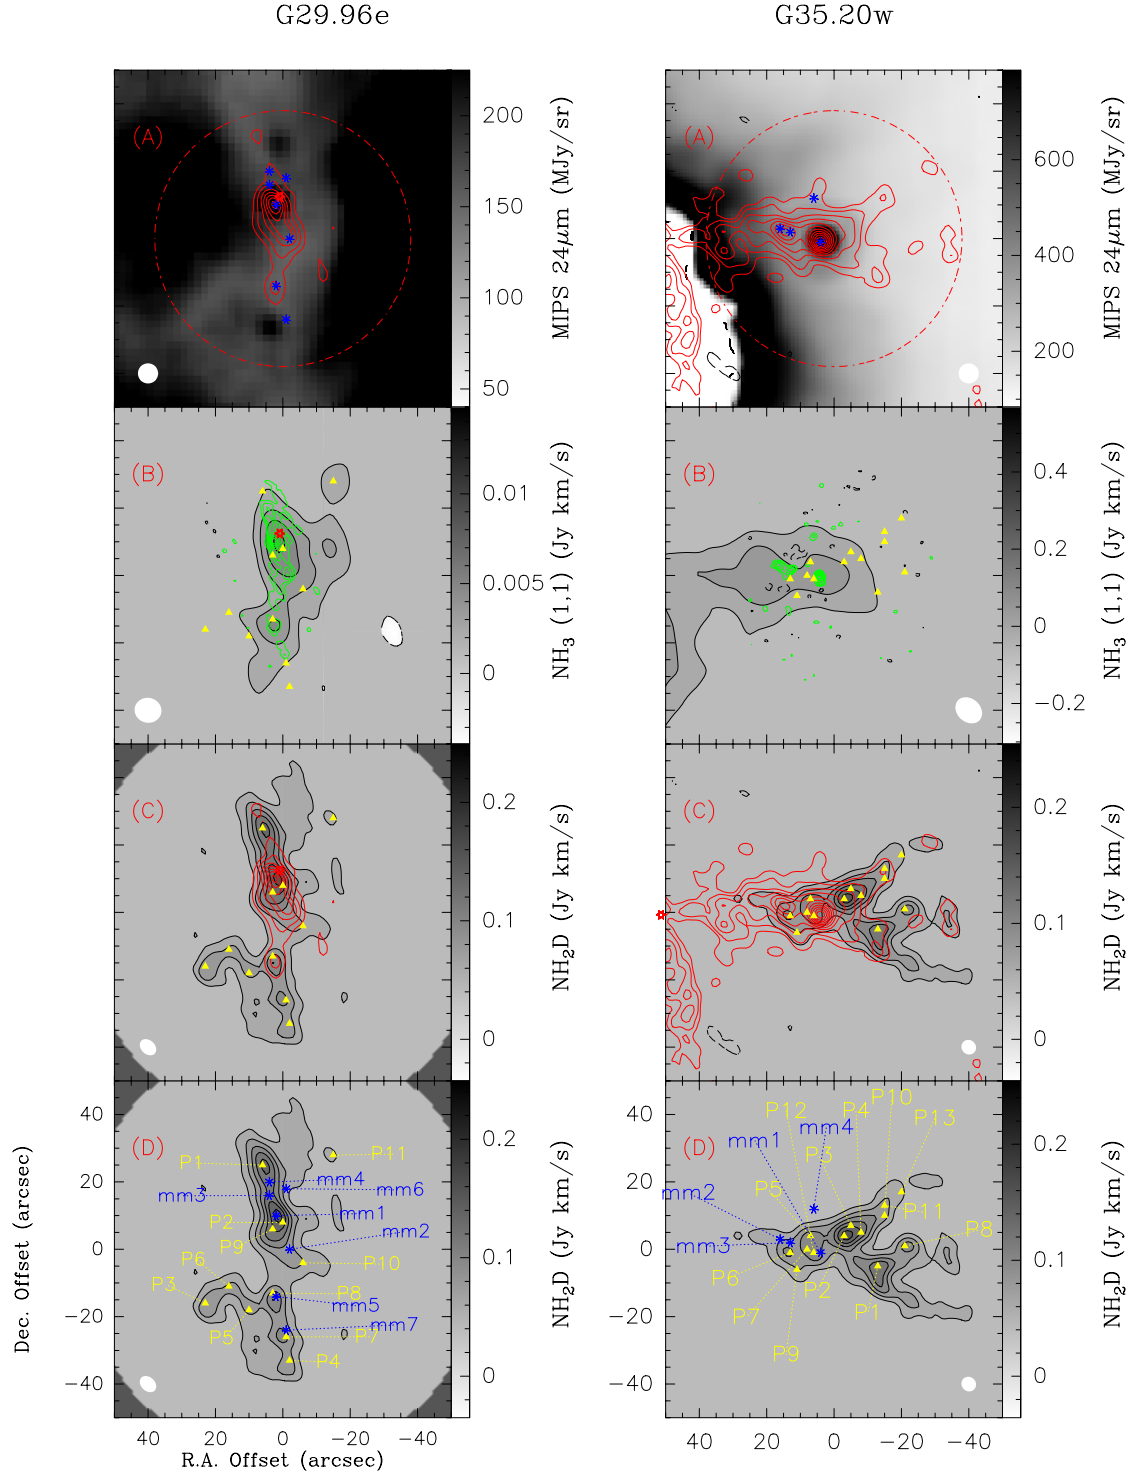 G29.96e G35.20w
(A) (A)
200
150
100
50
MIPS 24μm (MJy/sr)
600
400
200
MIPS 24μm (MJy/sr)
(B) (B)
0.01
0.005
0
NH3 (1,1) (Jy km/s)
0.4
0.2
0
−0.2
NH3 (1,1) (Jy km/s)
(C) (C)
0.2
0.1
0
NH2D (Jy km/s)
0.2
0.1
0
NH2D (Jy km/s)
(D)
P1
P11
mm4
mm3
mm6
mm1
P2
mm2
P9
P6
P10
P3
P8
mm5
P5
mm7
P7
P4
40
20
0
−20
−40
Dec. Offset (arcsec)
40 20 0 −20 −40
R.A. Offset (arcsec)
0.2
0.1
0
NH2D (Jy km/s)
(D)
P10
P12
P4
P13
mm4
mm1
P3
P5
mm2
P11
P8
mm3
P6
P2
P7
P1
P9
40
20
0
−20
−40
40 20 0 −20 −40
0.2
0.1
0
NH2D (Jy km/s)